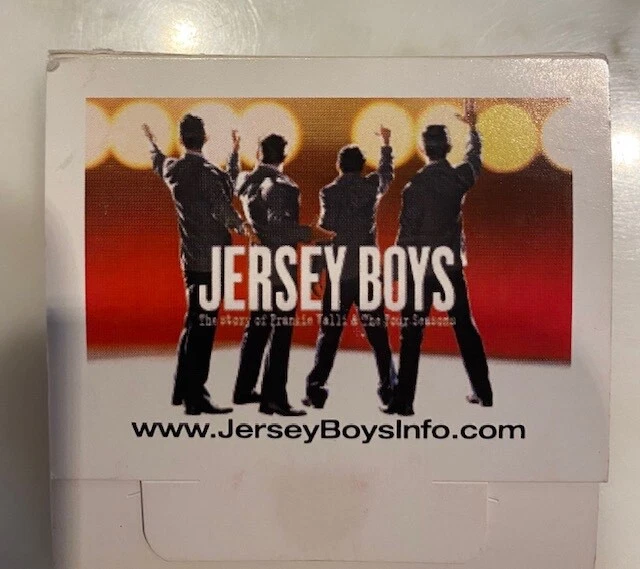 JERSEY BOYS
The story of Frankie Valli & The Four Seasons
www.JerseyBoysInfo.com